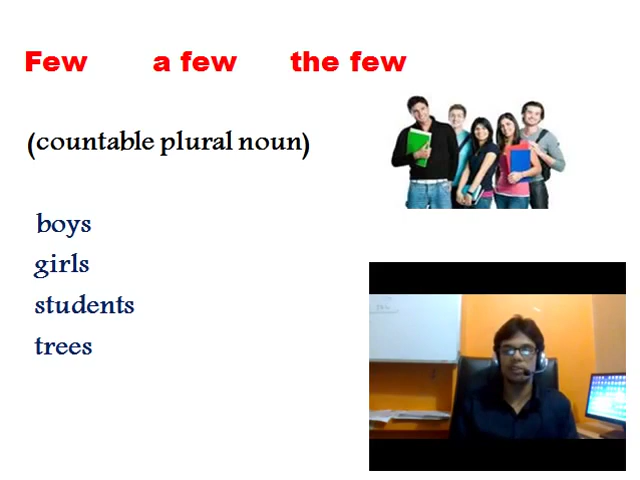 Few a few the few
(countable plural noun)
boys
girls
students
trees